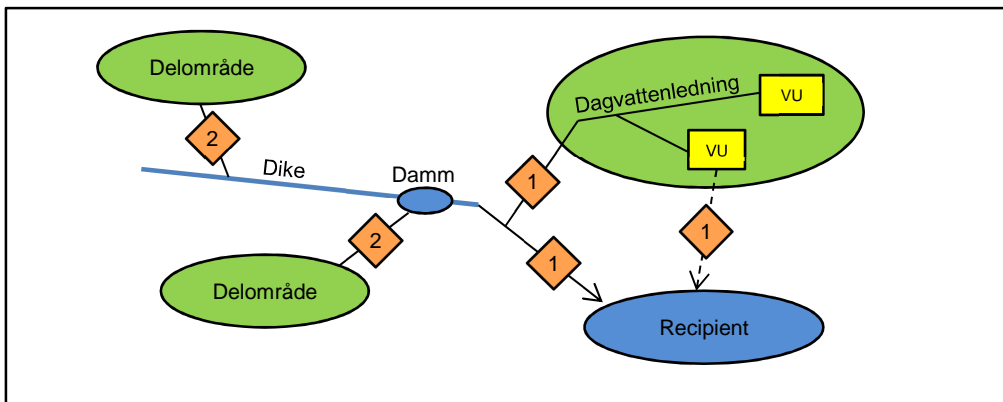 Delområde
Dagvattenledning
VU
2
VU
Dike
Damm
1
2
1
1
Delområde
Recipient